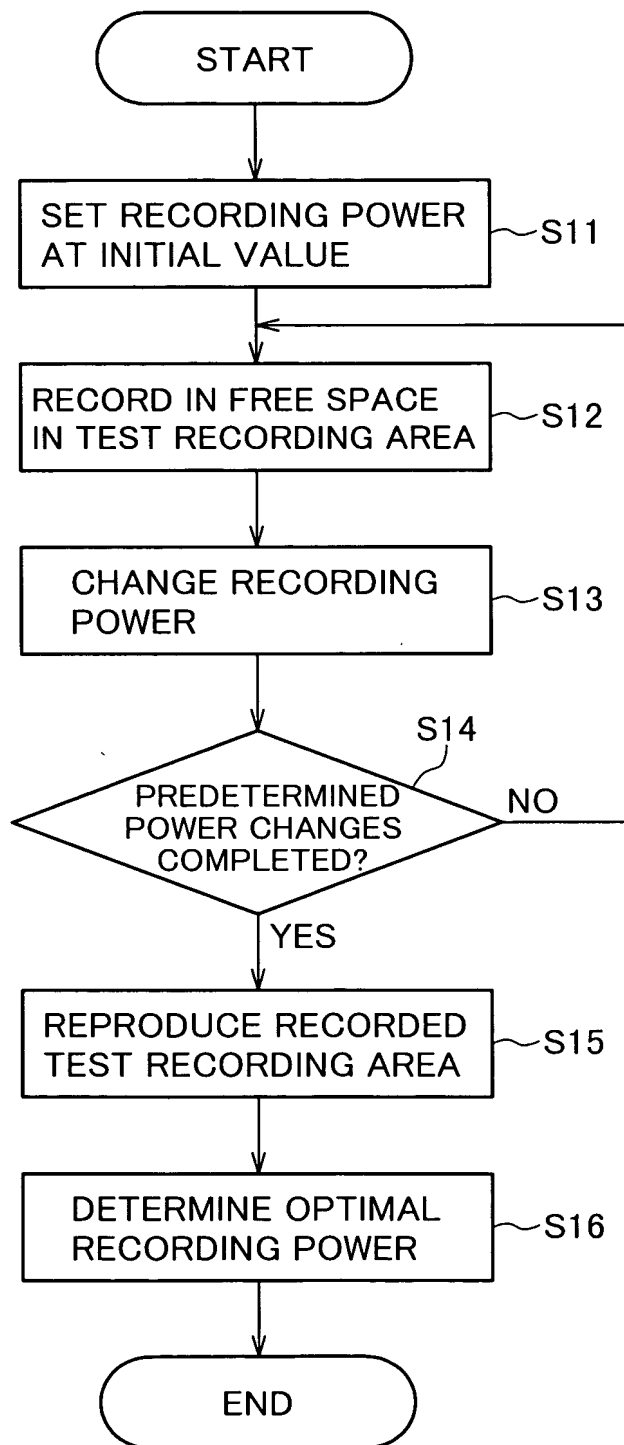 START
SET RECORDING POWER
AT INITIAL VALUE
S11
RECORD IN FREE SPACE
IN TEST RECORDING AREA
S12
CHANGE RECORDING
POWER
S13
S14
PREDETERMINED
POWER CHANGES
COMPLETED?
NO
YES
REPRODUCE RECORDED
TEST RECORDING AREA
S15
DETERMINE OPTIMAL
RECORDING POWER
S16
END